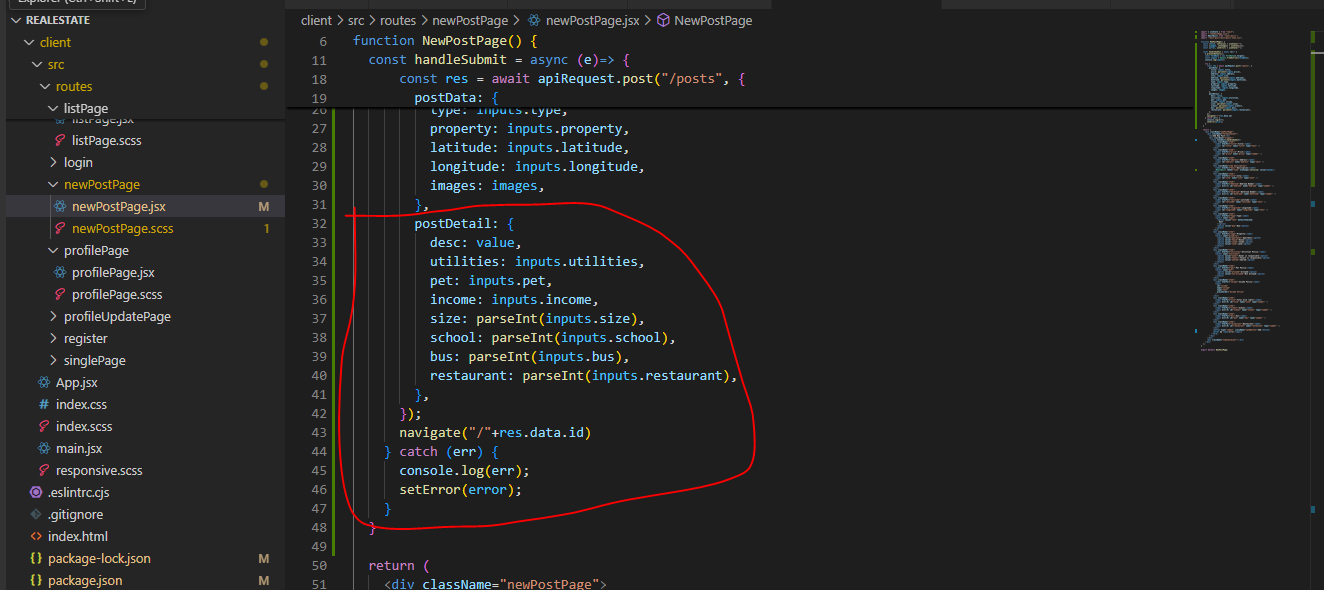 Explorer (Ctrl+Shift+E)
REALESTATE
client
src
routes
listPage
listPage.jsx
listPage.scss
login
newPostPage
newPostPage.jsx M
newPostPage.scss 1
profilePage
profilePage.jsx
profilePage.scss
profileUpdatePage
register
singlePage
App.jsx
# index.css
index.scss
main.jsx
responsive.scss
.eslintrc.cjs
.gitignore
<> index.html
{} package-lock.json M
{} package.json M
client > src > routes > newPostPage > newPostPage.jsx > NewPostPage
6 function NewPostPage() {
11 const handleSubmit = async (e)=> {
18 const res = await apiRequest.post("/posts", {
19 postData: {
26 type: inputs.type,
27 property: inputs.property,
28 latitude: inputs.latitude,
29 longitude: inputs.longitude,
30 images: images,
31 },
32 postDetail: {
33 desc: value,
34 utilities: inputs.utilities,
35 pet: inputs.pet,
36 income: inputs.income,
37 size: parseInt(inputs.size),
38 school: parseInt(inputs.school),
39 bus: parseInt(inputs.bus),
40 restaurant: parseInt(inputs.restaurant),
41 },
42 });
43 navigate("/"+res.data.id)
44 } catch (err) {
45 console.log(err);
46 setError(error);
47 }
48 }
49
50 return (
51 <div className="newPostPage">